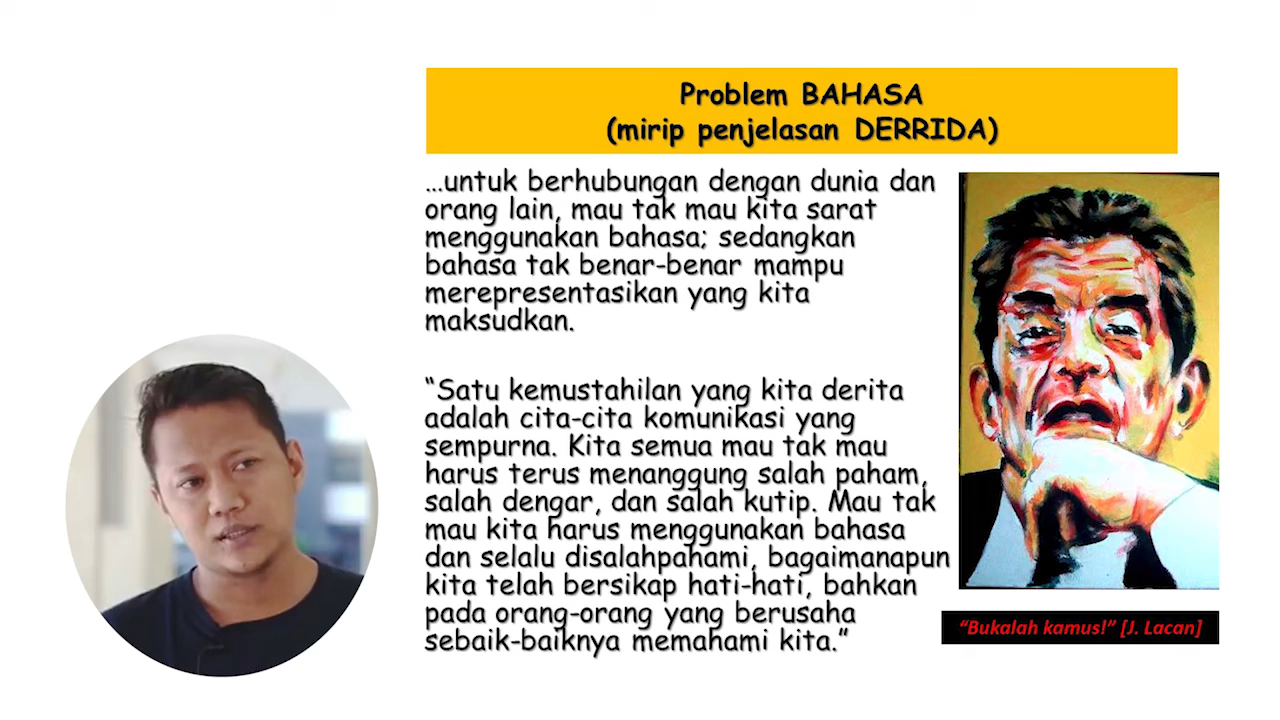 Problem BAHASA
(mirip penjelasan DERRIDA)
…untuk berhubungan dengan dunia dan
orang lain, mau tak mau kita sarat
menggunakan bahasa; sedangkan
bahasa tak benar-benar mampu
merepresentasikan yang kita
maksudkan.
“Satu kemustahilan yang kita derita
adalah cita-cita komunikasi yang
sempurna. Kita semua mau tak mau
harus terus menanggung salah paham,
salah dengar, dan salah kutip. Mau tak
mau kita harus menggunakan bahasa
dan selalu disalahpahami, bagaimanapun
kita telah bersikap hati-hati, bahkan
pada orang-orang yang berusaha
sebaik-baiknya memahami kita.”
“Bukalah kamus!” [J. Lacan]